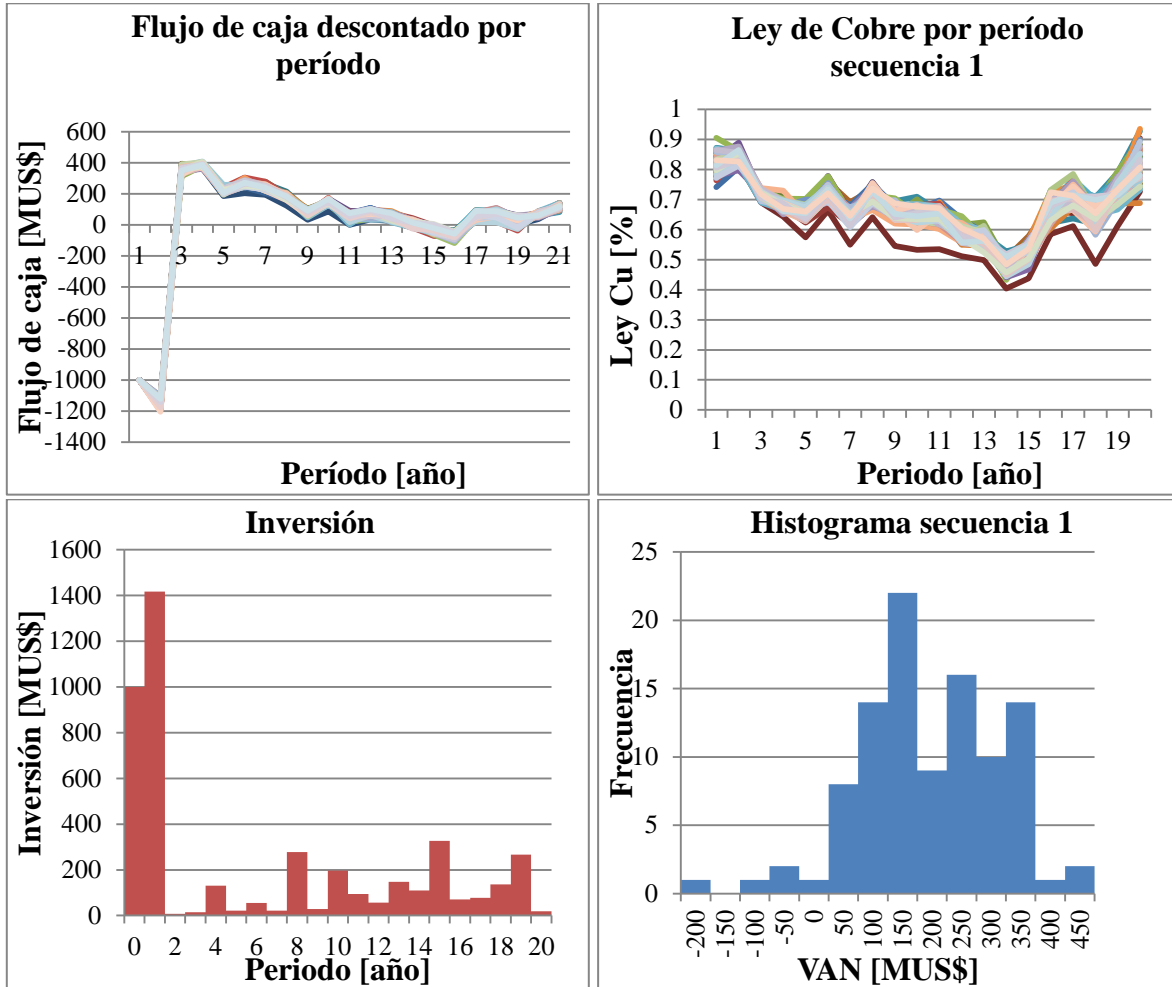 Flujo de caja descontado por
período
Flujo de caja [MUS$]
600
400
200
0
-200
-400
-600
-800
-1000
-1200
-1400
1 3 5 7 9 11 13 15 17 19 21
Período [año]
Ley de Cobre por período
secuencia 1
Ley Cu [%]
1
0.9
0.8
0.7
0.6
0.5
0.4
0.3
0.2
0.1
0
1 3 5 7 9 11 13 15 17 19
Periodo [año]
Inversión
Inversión [MUS$]
1600
1400
1200
1000
800
600
400
200
0
0 2 4 6 8 10 12 14 16 18 20
Periodo [año]
Histograma secuencia 1
Frecuencia
25
20
15
10
5
0
-200 -150 -100 -50 0 50 100 150 200 250 300 350 400 450
VAN [MUS$]